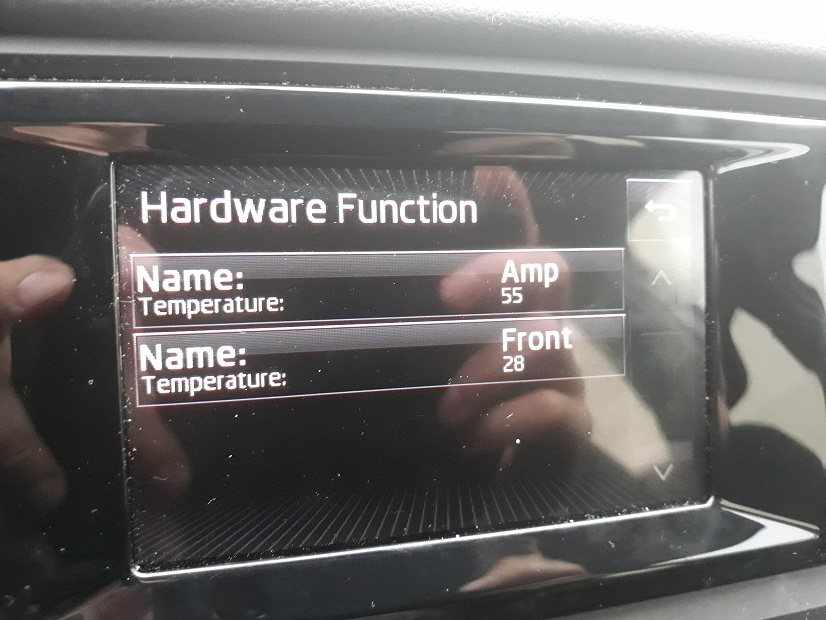 Hardware Function
Name: Amp
Temperature: 55
Name: Front
Temperature: 28